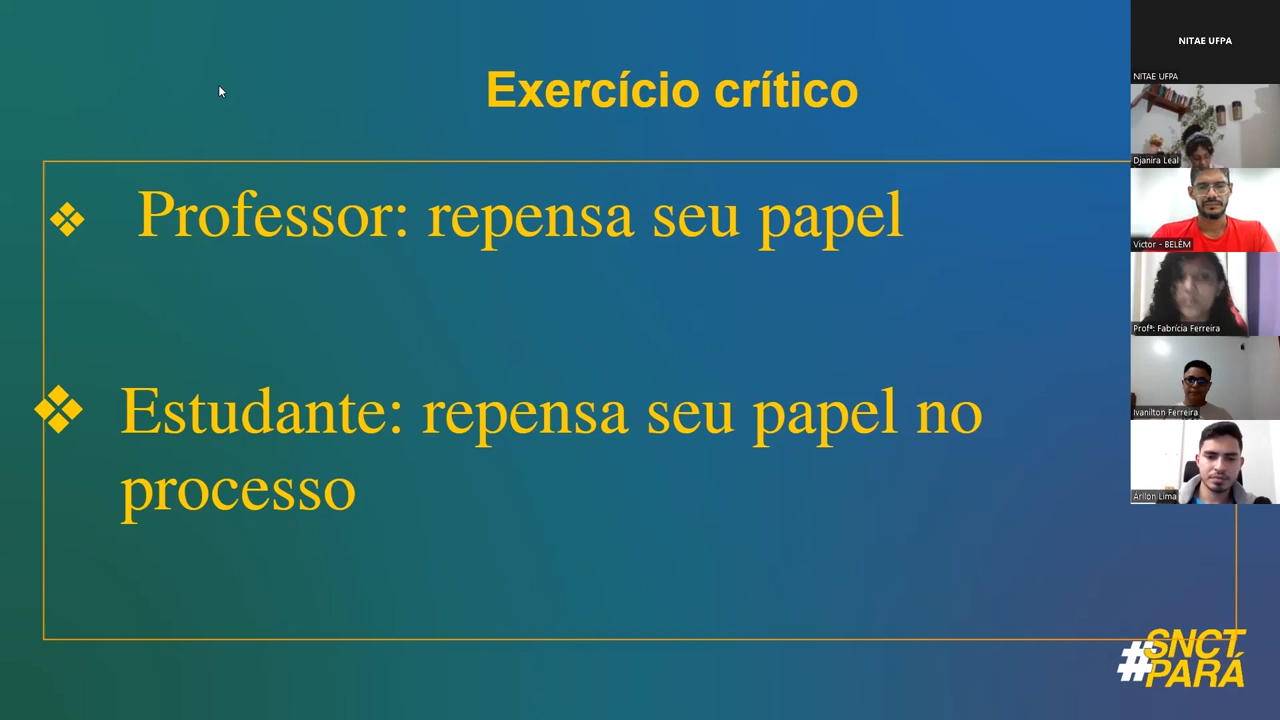 Exercício crítico
❖ Professor: repensa seu papel
❖ Estudante: repensa seu papel no
processo
NITAE UFPA
NITAE UFPA
Djanira Leal
Victor - BELÉM
Profª: Fabrícia Ferreira
Ivanilton Ferreira
Árllon Lima
#SNCT
PARÁ